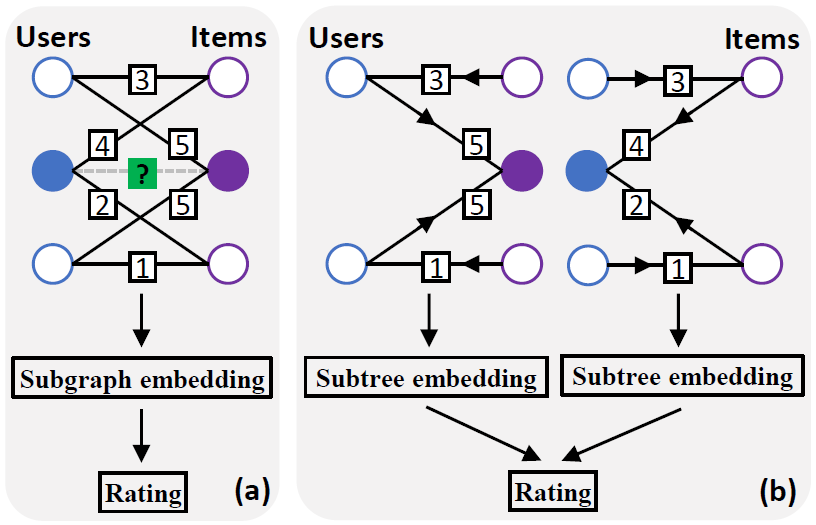 Users Items
3
4 5
?
2 5
1
Subgraph embedding
Rating (a)
Users
3
5
5
1
Subtree embedding
Items
3
4
2
1
Subtree embedding
Rating (b)